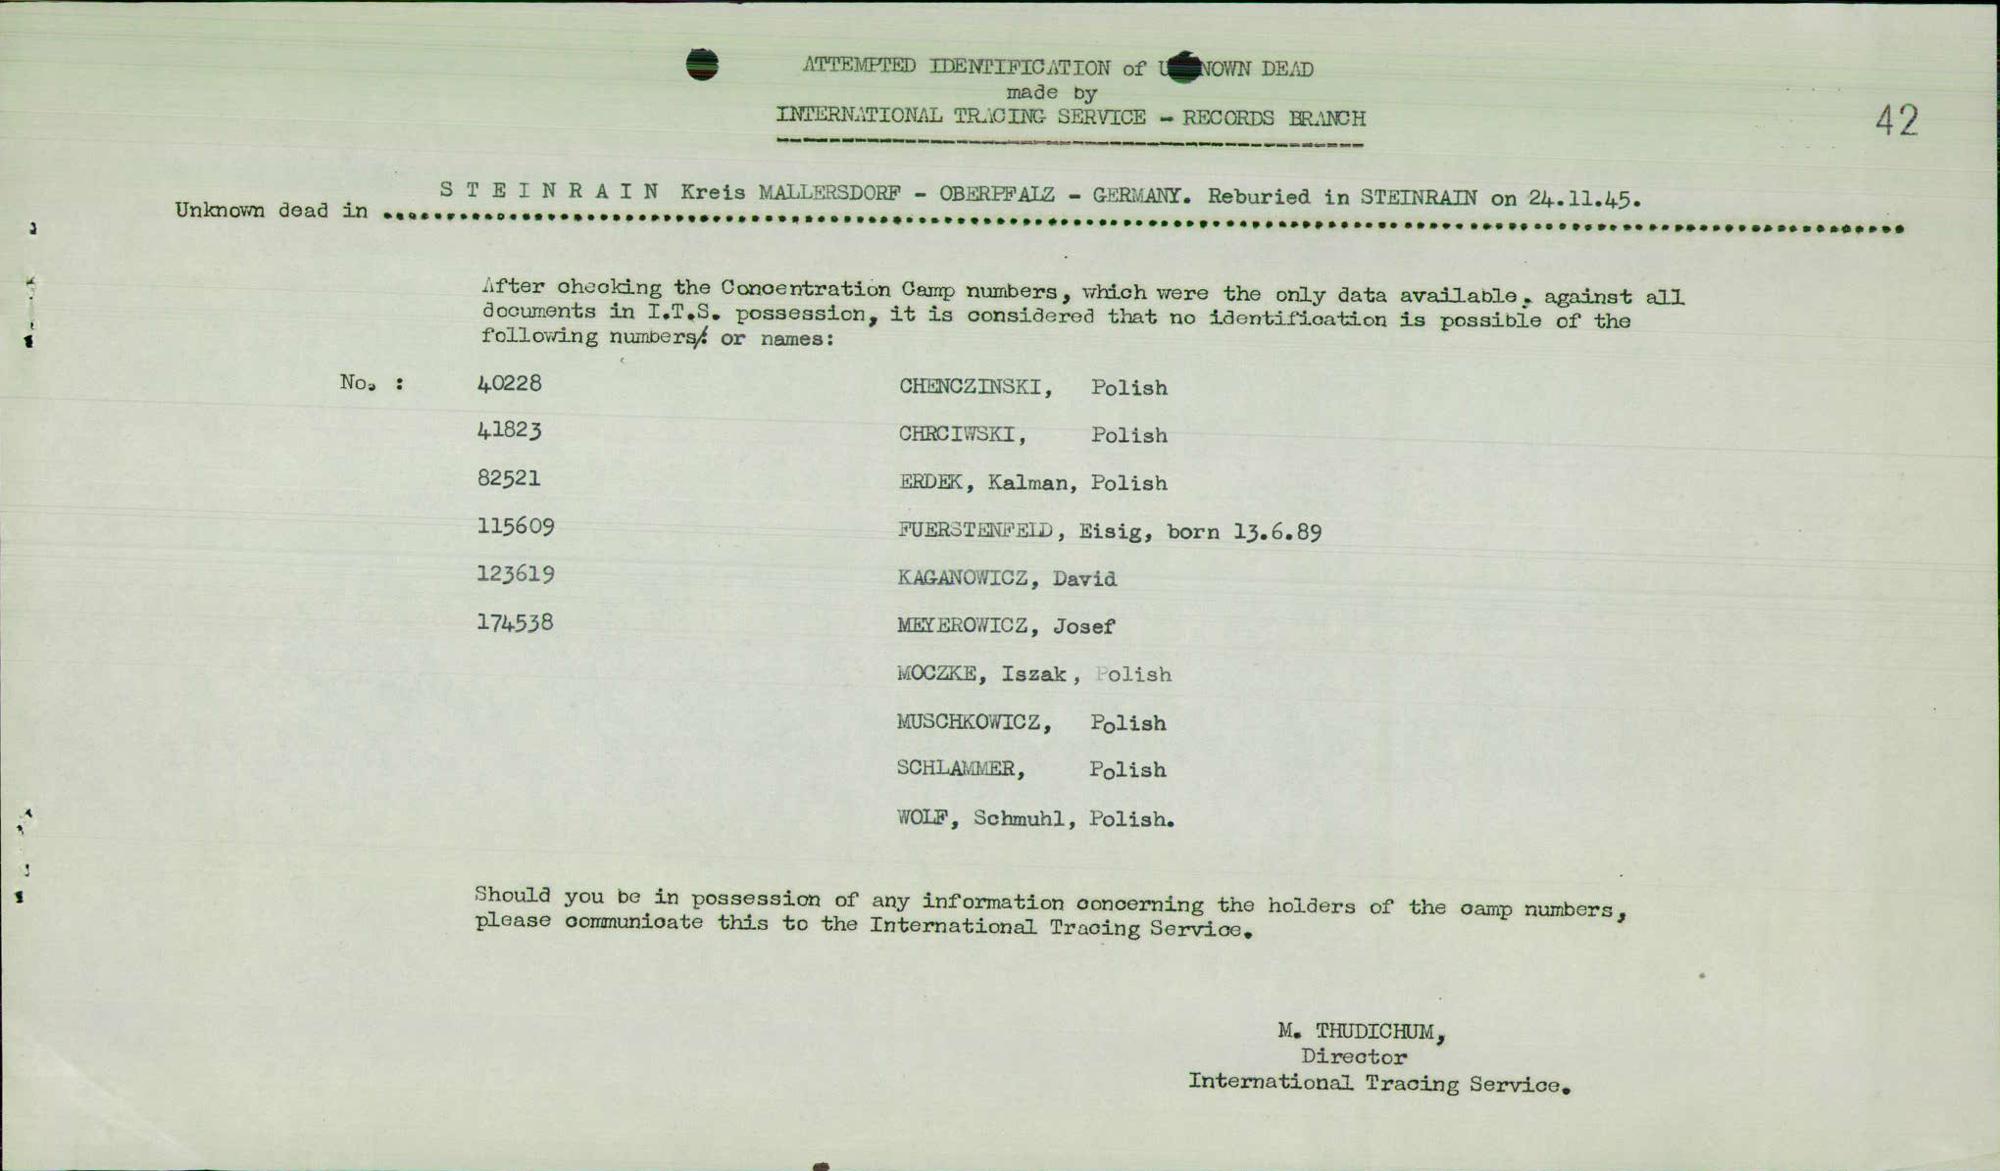 ATTEMPTED IDENTIFICATION of UNKNOWN DEAD
made by
INTERNATIONAL TRACING SERVICE - RECORDS BRANCH
42
S T E I N R A I N Kreis MALLERSDORF - OBERPFALZ - GERMANY. Reburied in STEINRAIN on 24.11.45.
Unknown dead in
After checking the Concentration Camp numbers, which were the only data available, against all
documents in I.T.S. possession, it is considered that no identification is possible of the
following numbers/: or names:
No. : 40228 CHENCZINSKI, Polish
41823 CHRCIWSKI, Polish
82521 ERDEK, Kalman, Polish
115609 FUERSTENFELD, Eisig, born 13.6.89
123619 KAGANOWICZ, David
174538 MEYEROWICZ, Josef
MOCZKE, Iszak, Polish
MUSCHKOWICZ, Polish
SCHLAMMER, Polish
WOLF, Schmuhl, Polish.
Should you be in possession of any information concerning the holders of the camp numbers,
please communicate this to the International Tracing Service.
M. THUDICHUM,
Director
International Tracing Service.